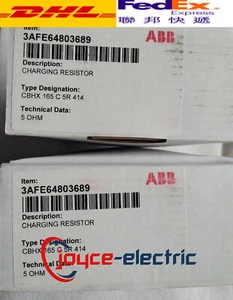 DHL
FedEx
Express
聯邦快遞
Item:
3AFE64803689
ABB
Description:
CHARGING RESISTOR
Type Designation:
CBHX 165 C 5R 414
Technical Data:
5 OHM
Item:
3AFE64803689
ABB
Description:
CHARGING RESISTOR
Type Designation:
CBHX 165 C 5R 414
Technical Data:
5 OHM
joyce-electric